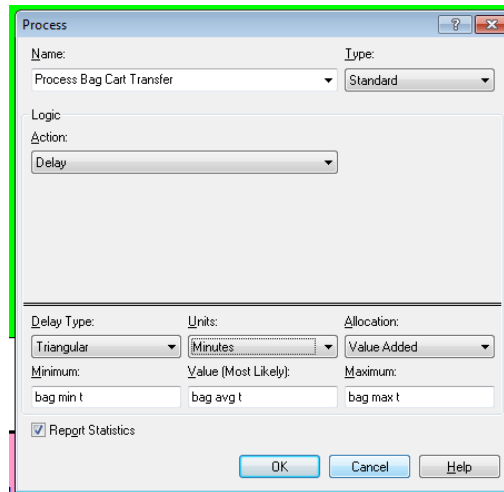 Process
Name: Type:
Process Bag Cart Transfer Standard
Logic
Action:
Delay
Delay Type: Units: Allocation:
Triangular Minutes Value Added
Minimum: Value (Most Likely): Maximum:
bag min t bag avg t bag max t
Report Statistics
OK Cancel Help